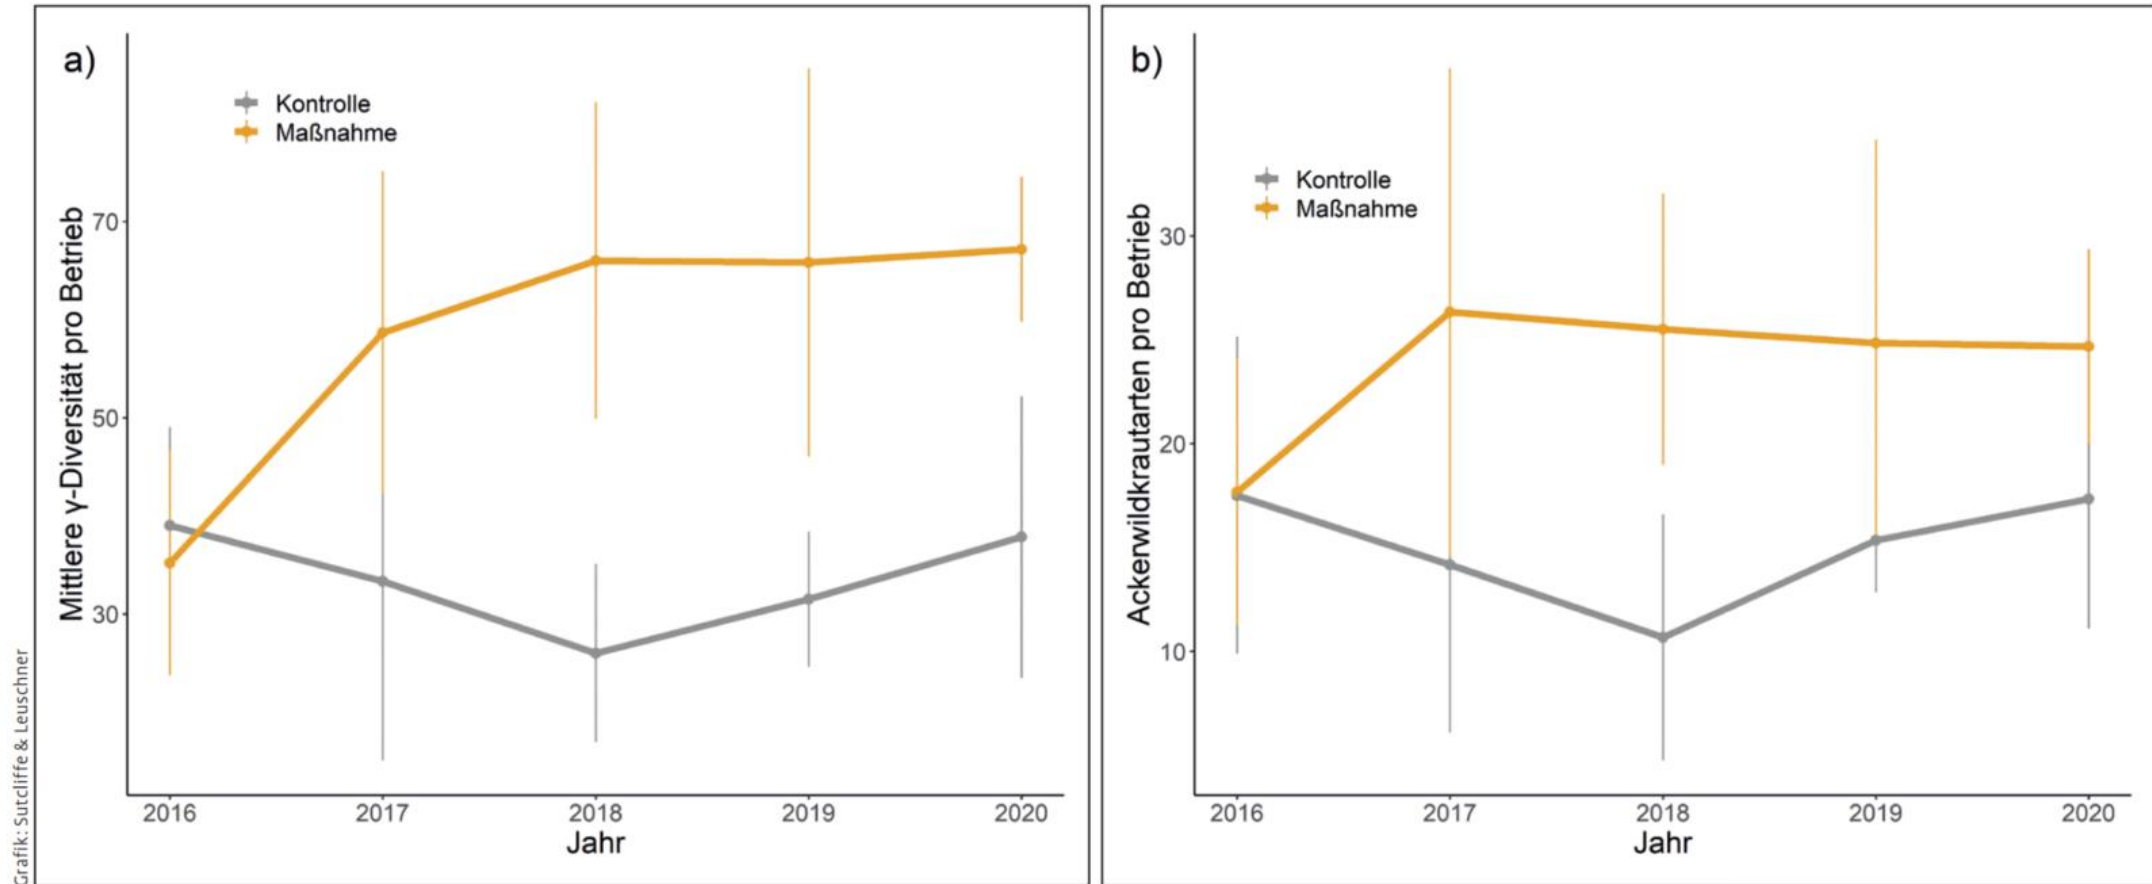 a)
Kontrolle
Maßnahme
Mittlere γ-Diversität pro Betrieb
70
50
30
2016 2017 2018 2019 2020
Jahr
b)
Kontrolle
Maßnahme
Ackerwildkrautarten pro Betrieb
30
20
10
2016 2017 2018 2019 2020
Jahr
Grafik: Sutcliffe & Leuschner